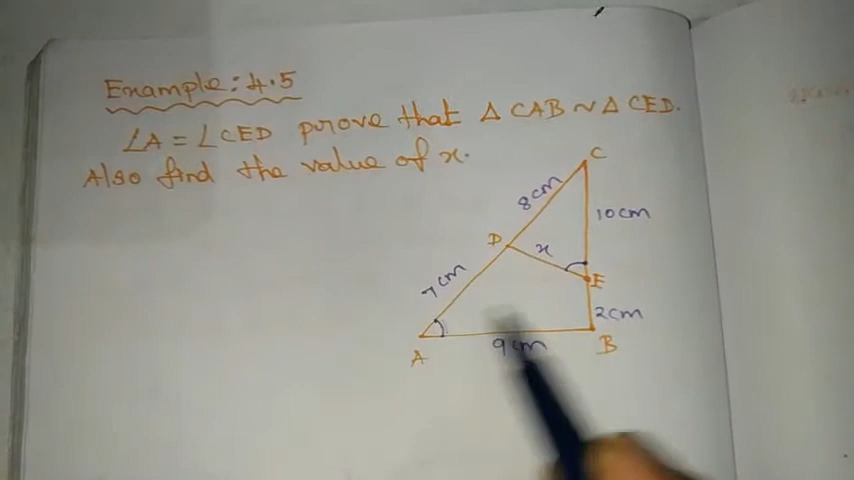 Example: 4.5
∠A = ∠CED prove that Δ CAB ~ Δ CED.
Also find the value of x.
C
8cm
10cm
D
x
7cm
E
2cm
9cm
B
A